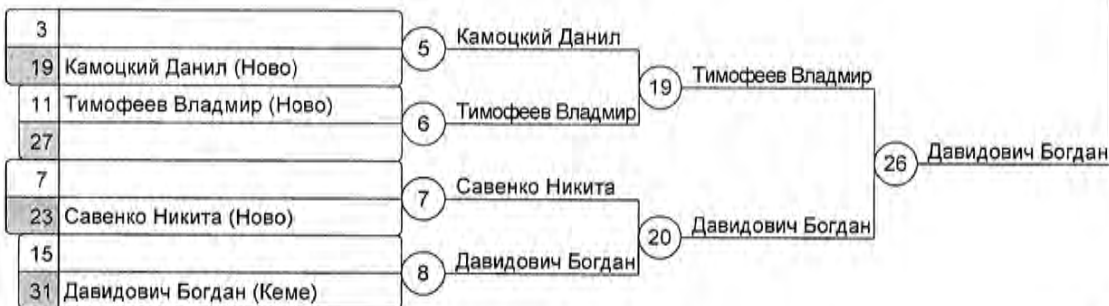 3
19 Камоцкий Данил (Ново)
5
Камоцкий Данил
11 Тимофеев Владмир (Ново)
27
6
Тимофеев Владмир
19
Тимофеев Владмир
7
23 Савенко Никита (Ново)
7
Савенко Никита
15
31 Давидович Богдан (Кеме)
8
Давидович Богдан
20
Давидович Богдан
26
Давидович Богдан